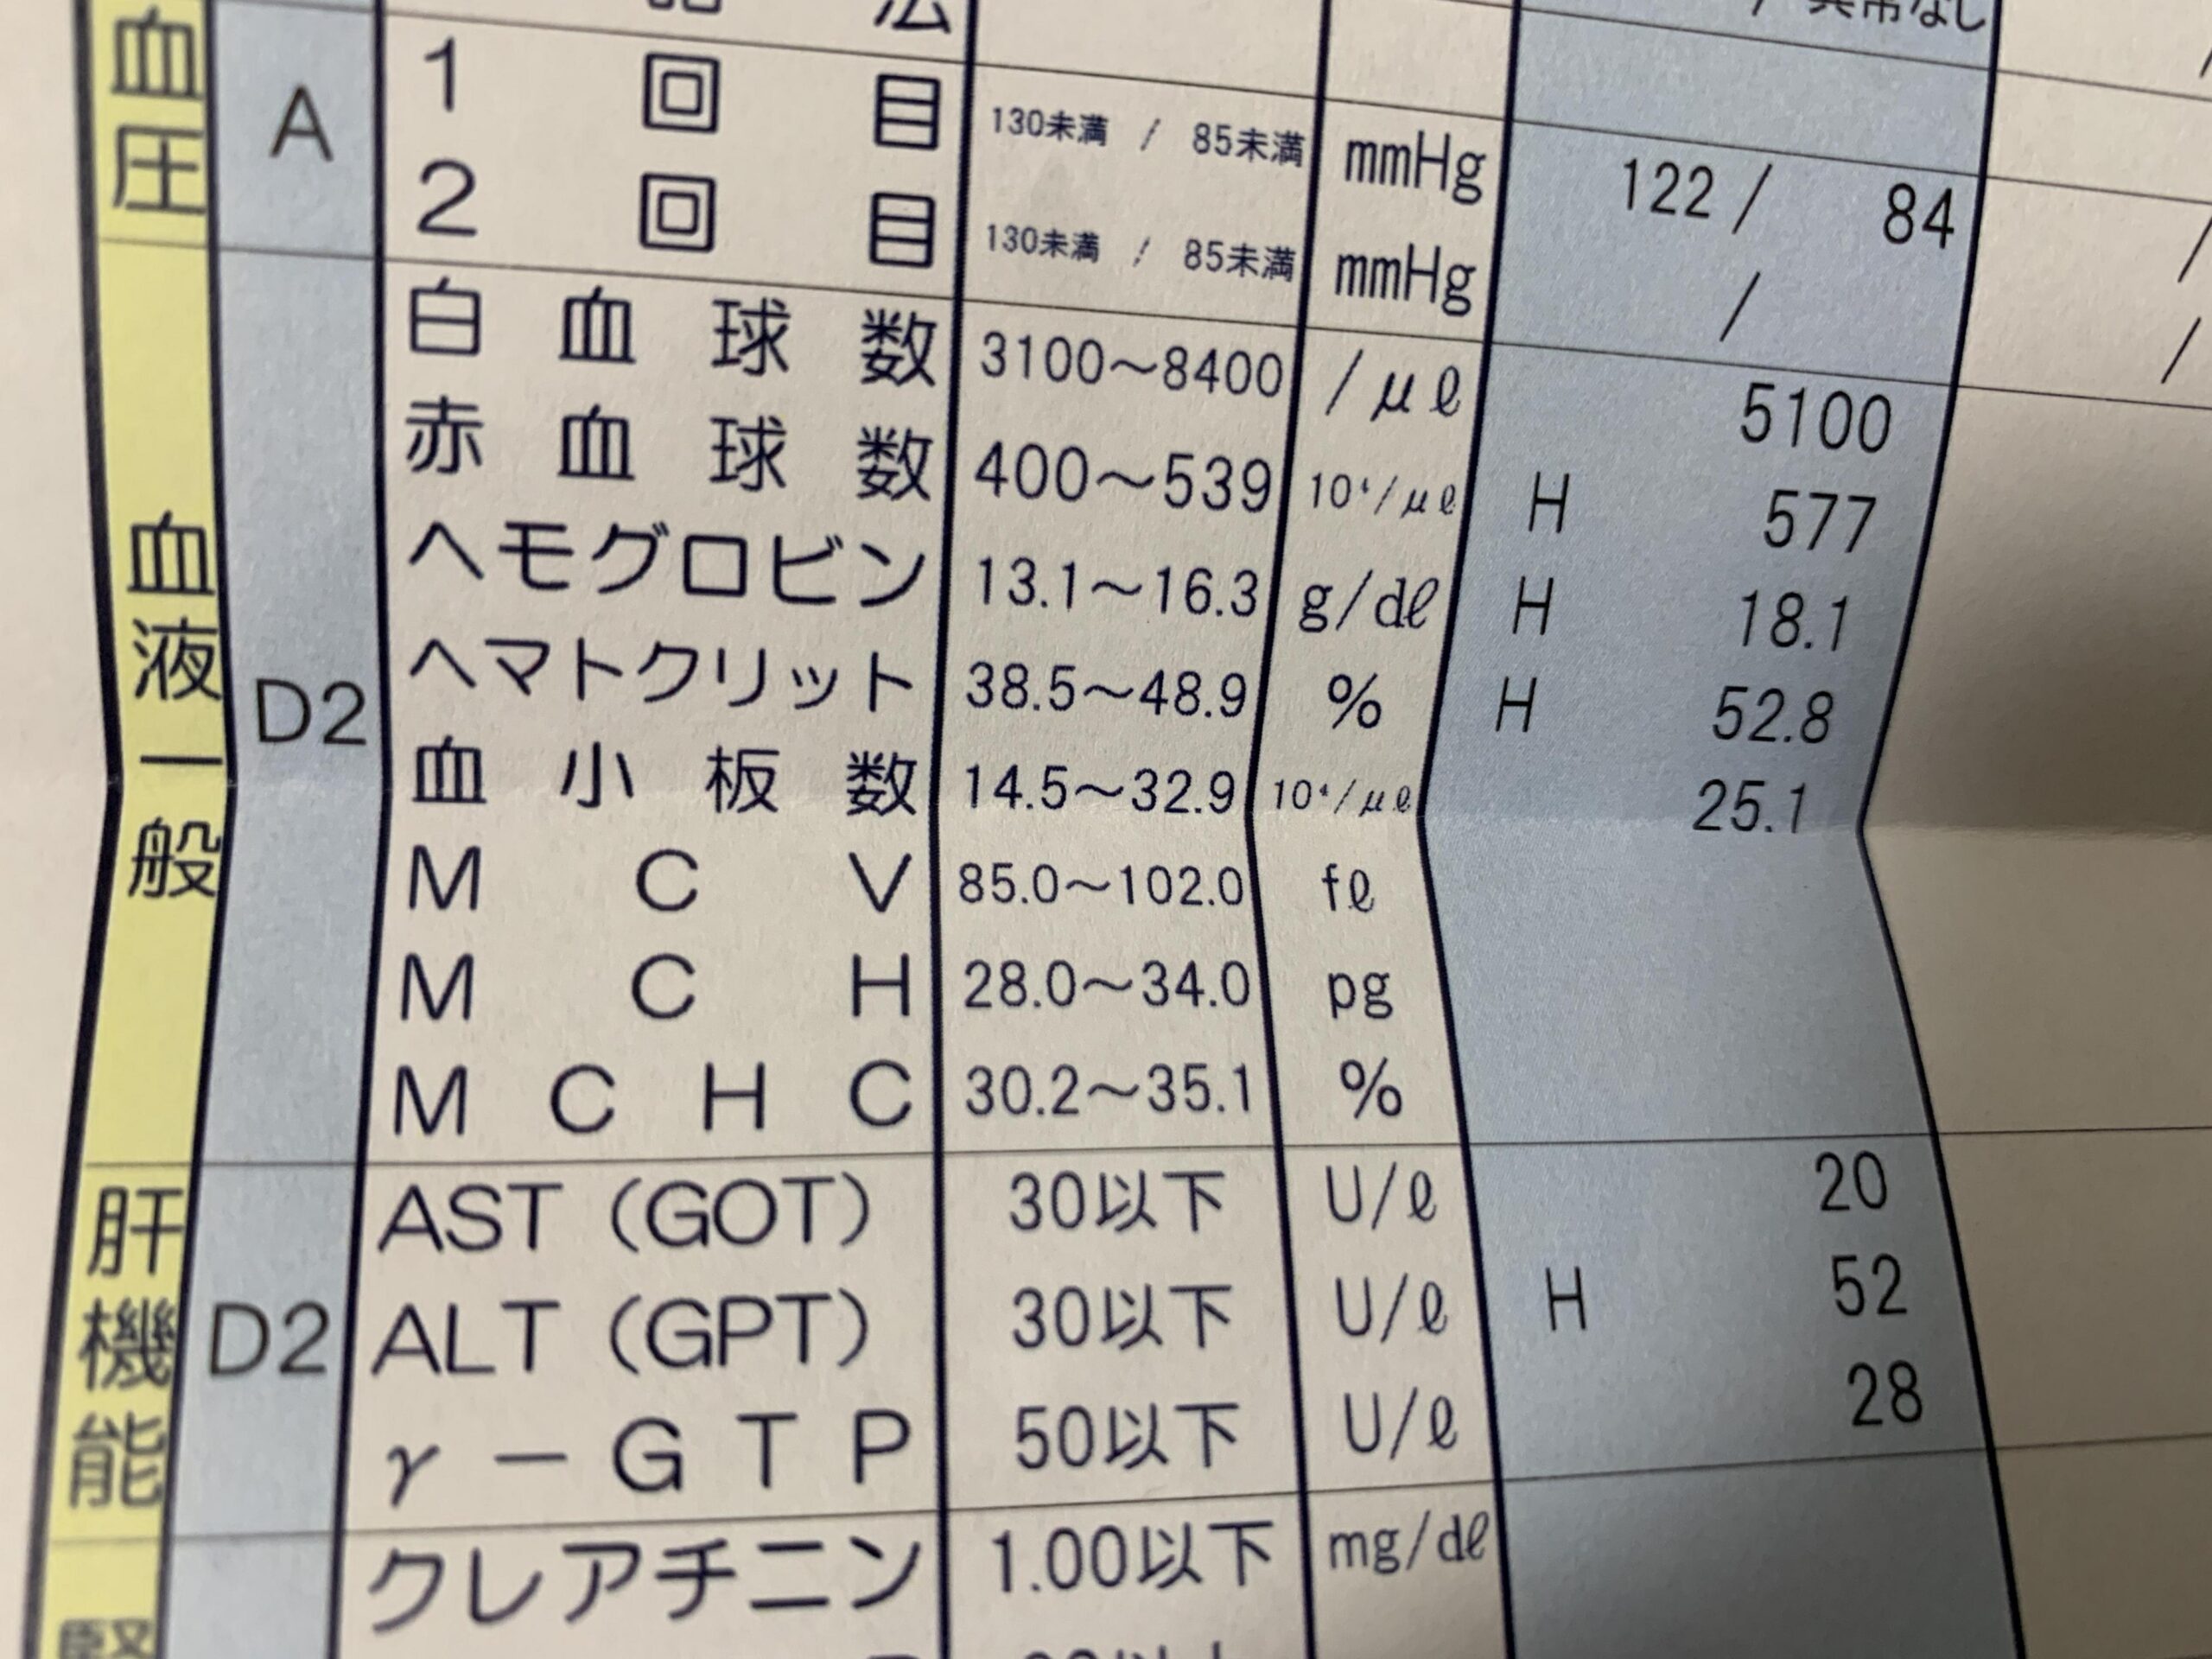 異常なし
血圧 A
1回目 130未満 / 85未満 mmHg 122 / 84
2回目 130未満 / 85未満 mmHg /
血液一般 D2
白血球数 3100～8400 /μℓ 5100
赤血球数 400～539 10⁴/μℓ H 577
ヘモグロビン 13.1～16.3 g/dℓ H 18.1
ヘマトクリット 38.5～48.9 % H 52.8
血小板数 14.5～32.9 10⁴/μℓ 25.1
MCV 85.0～102.0 fℓ
MCH 28.0～34.0 pg
MCHC 30.2～35.1 %
肝機能 D2
AST (GOT) 30以下 U/ℓ 20
ALT (GPT) 30以下 U/ℓ H 52
γ－GTP 50以下 U/ℓ 28
クレアチニン 1.00以下 mg/dℓ